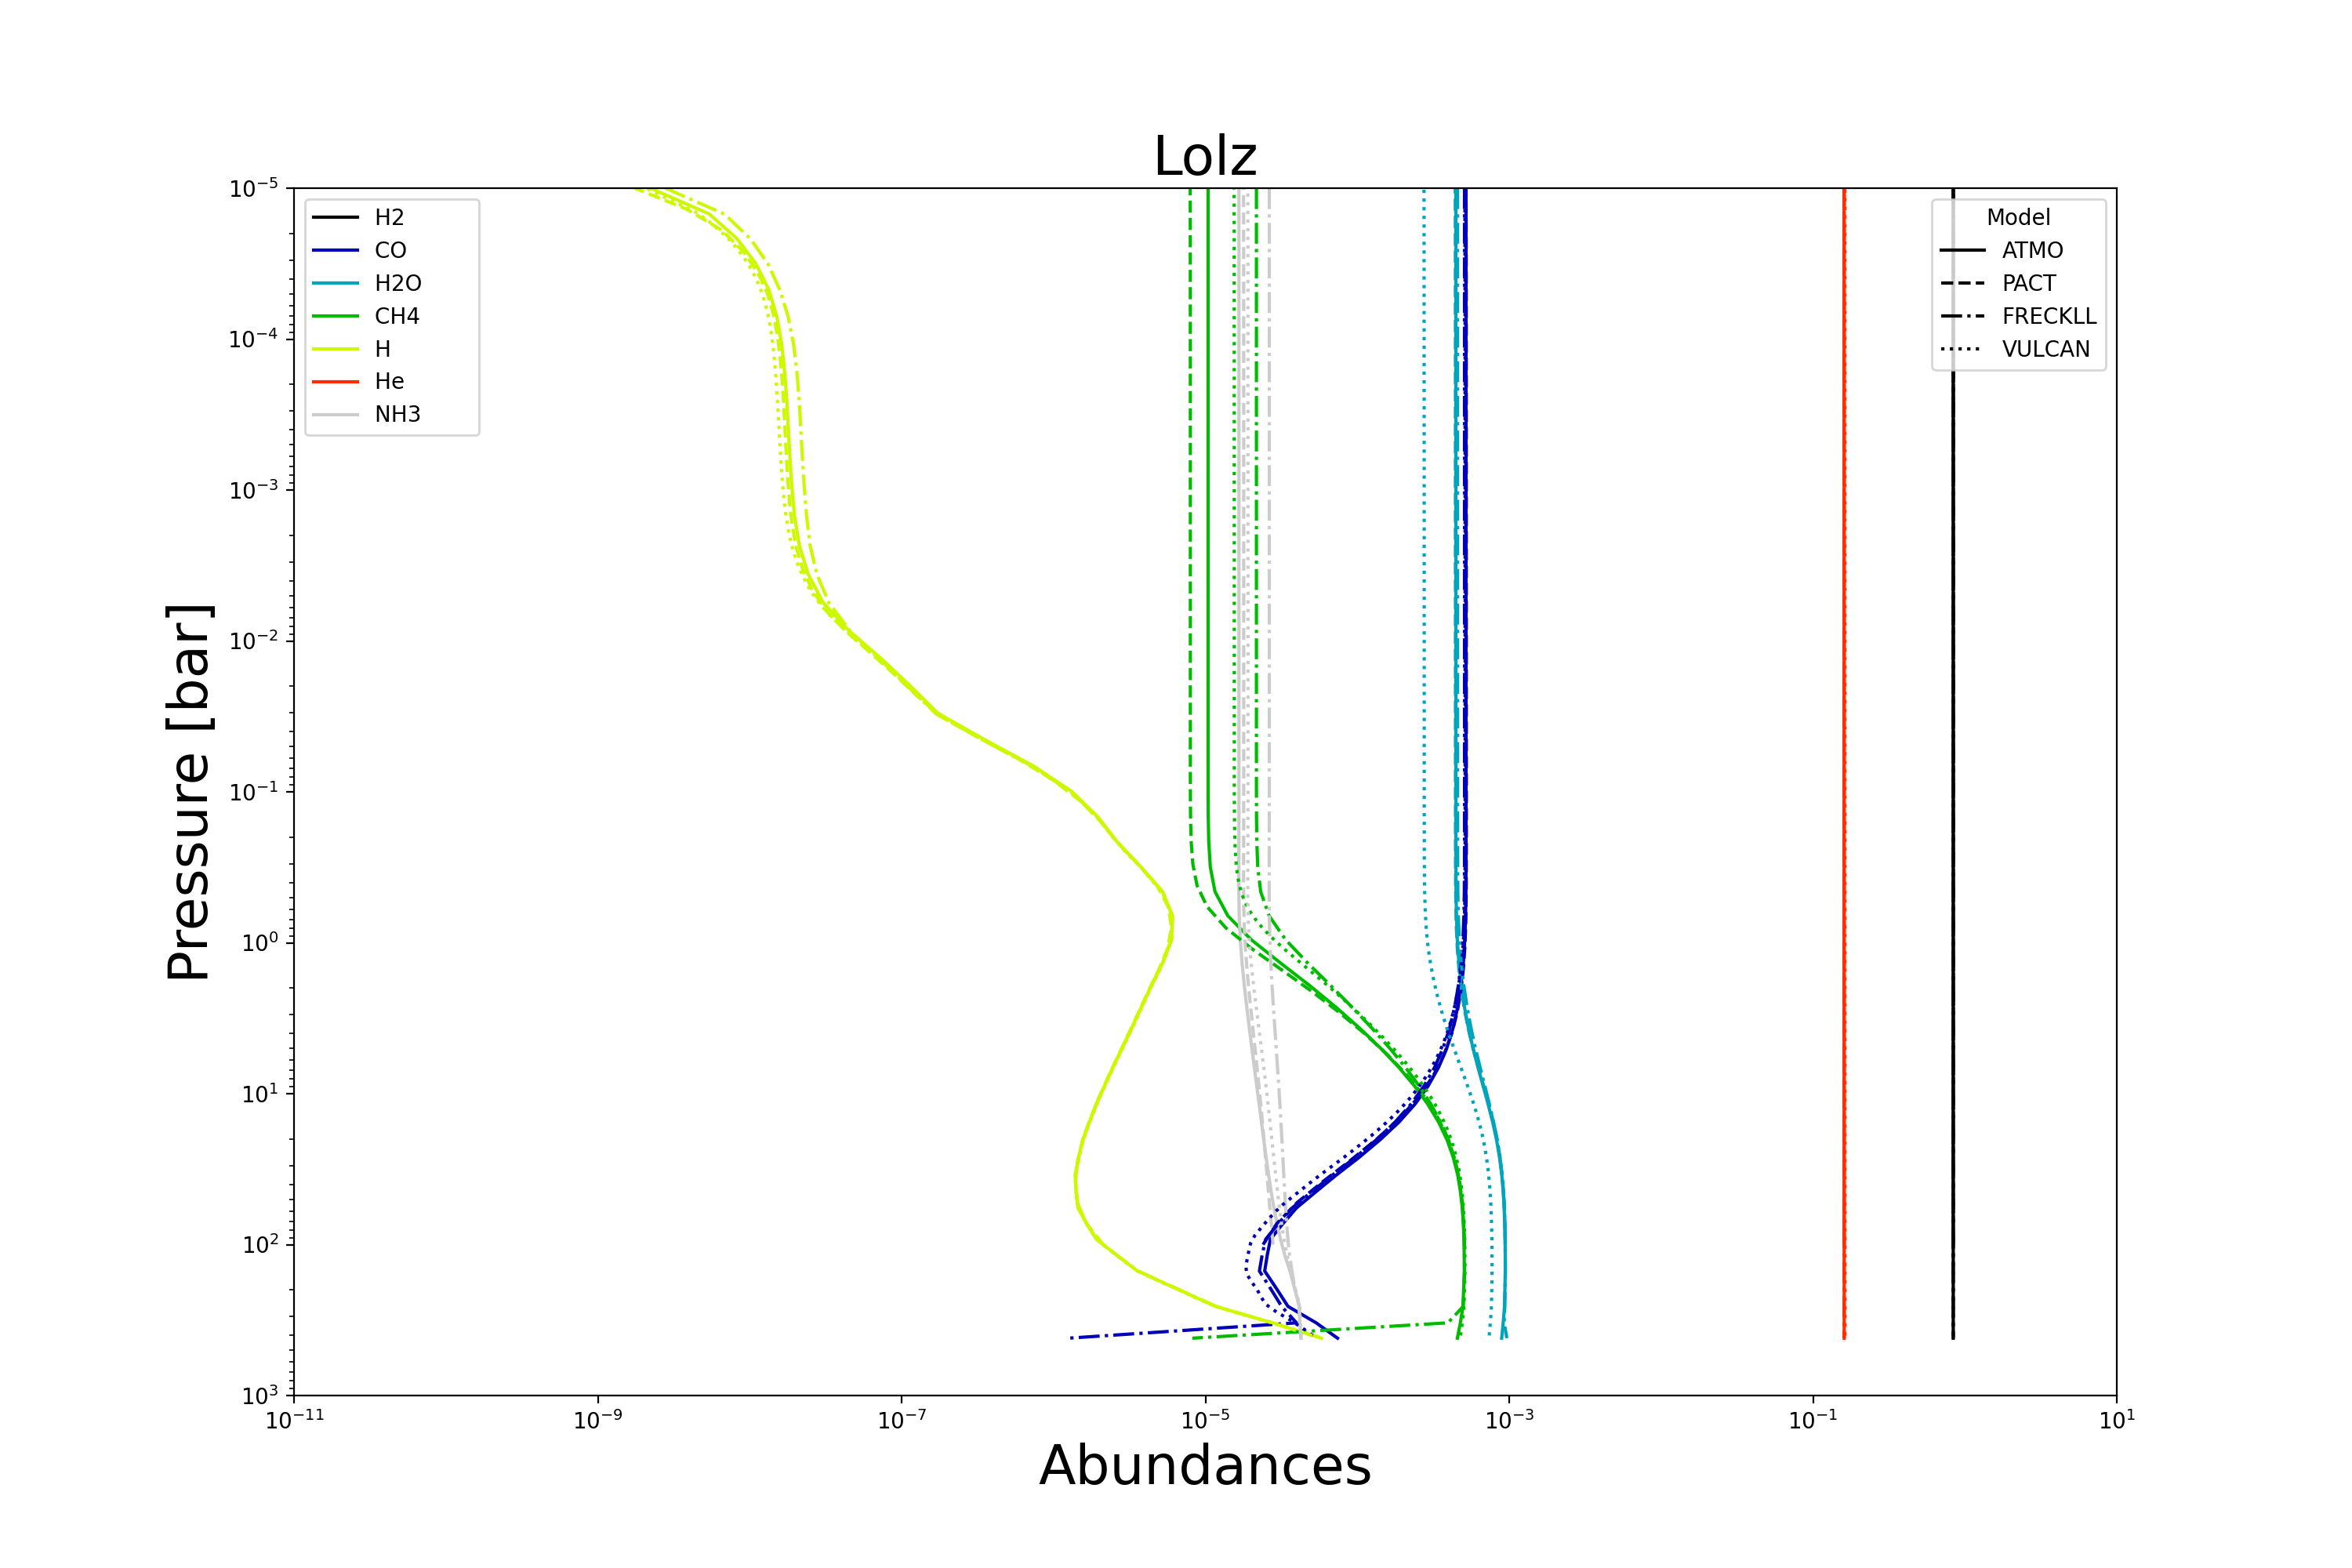 Lolz
H2
CO
H2O
CH4
H
He
NH3
Model
ATMO
PACT
FRECKLL
VULCAN
Pressure [bar]
10⁻⁵
10⁻⁴
10⁻³
10⁻²
10⁻¹
10⁰
10¹
10²
10³
10⁻¹¹ 10⁻⁹ 10⁻⁷ 10⁻⁵ 10⁻³ 10⁻¹ 10¹
Abundances